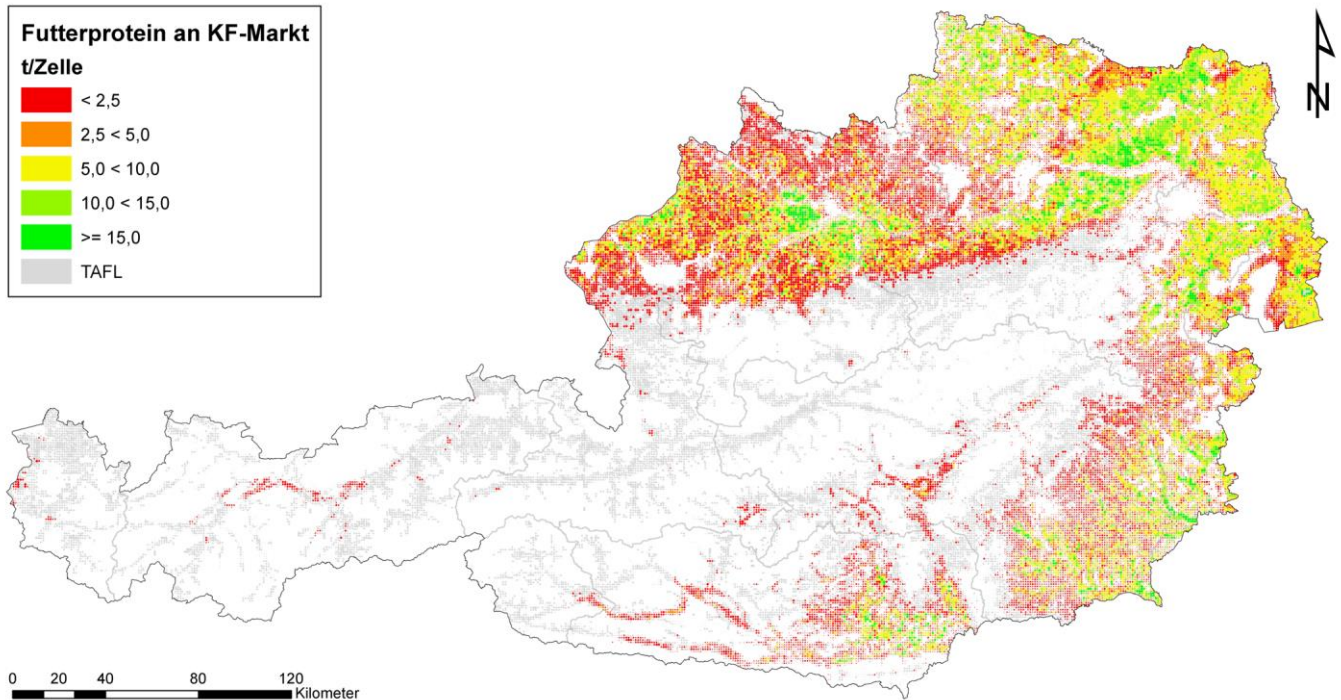 Futterprotein an KF-Markt
t/Zelle
< 2,5
2,5 < 5,0
5,0 < 10,0
10,0 < 15,0
>= 15,0
TAFL
N
0 20 40 80 120
Kilometer